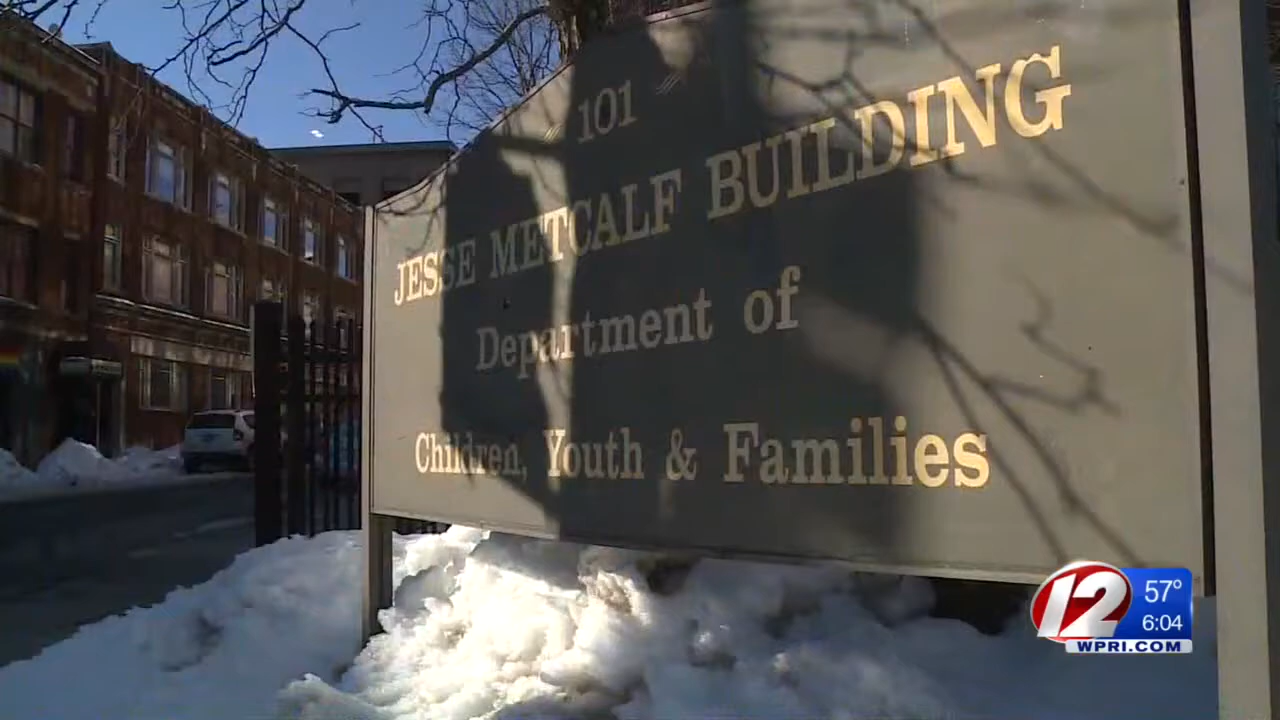 101
JESSE METCALF BUILDING
Department of
Children, Youth & Families
12
57°
6:04
WPRI.COM